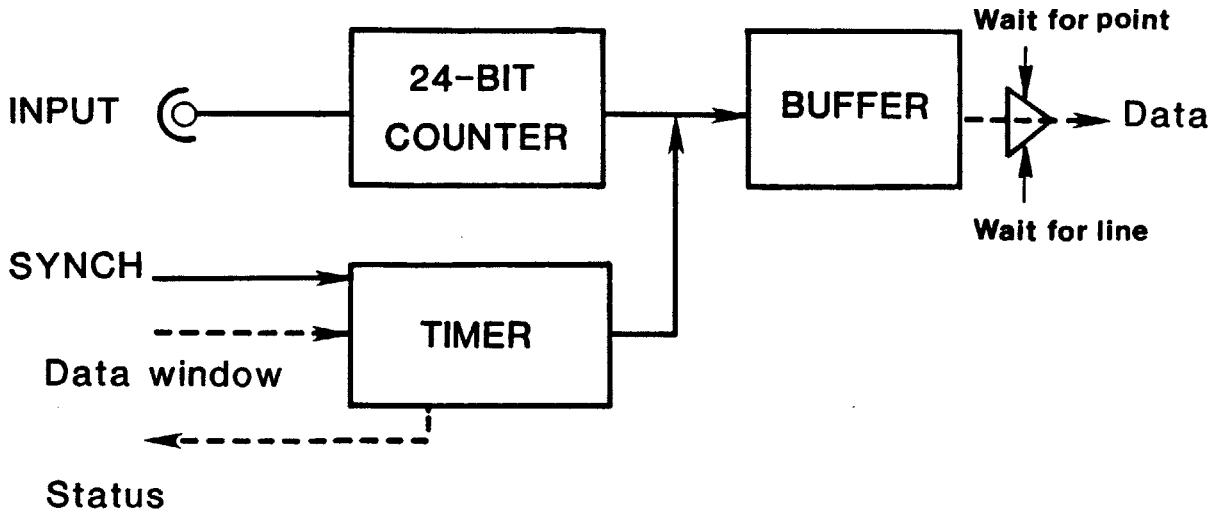 Wait for point
24-BIT
COUNTER
BUFFER
INPUT
Data
Wait for line
SYNCH
TIMER
Data window
Status